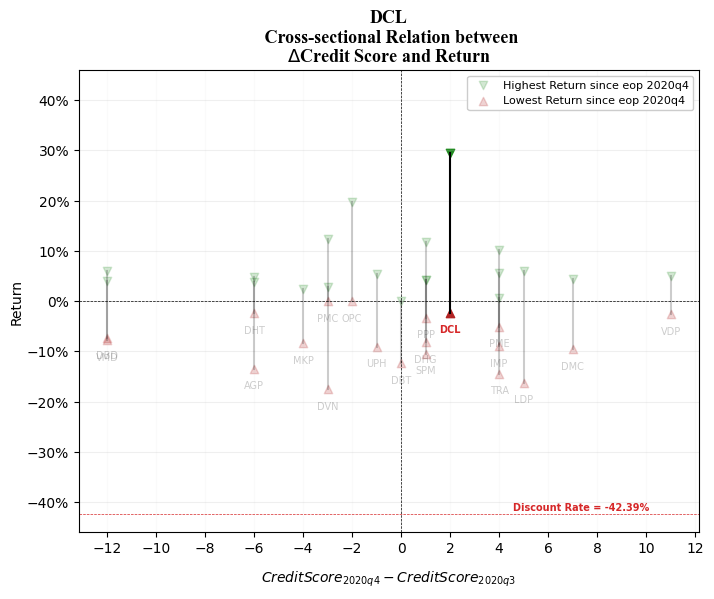 DCL
Cross-sectional Relation between
ΔCredit Score and Return
Highest Return since eop 2020q4
Lowest Return since eop 2020q4
40%
30%
20%
10%
0%
−10%
−20%
−30%
−40%
Return
DHT
AGP
MKP
PMC
OPC
DVN
UPH
DBT
PPP
DHG
SPM
DCL
PME
IMP
TRA
LDP
DMC
VDP
Discount Rate = -42.39%
−12 −10 −8 −6 −4 −2 0 2 4 6 8 10 12
CreditScore2020q4 − CreditScore2020q3